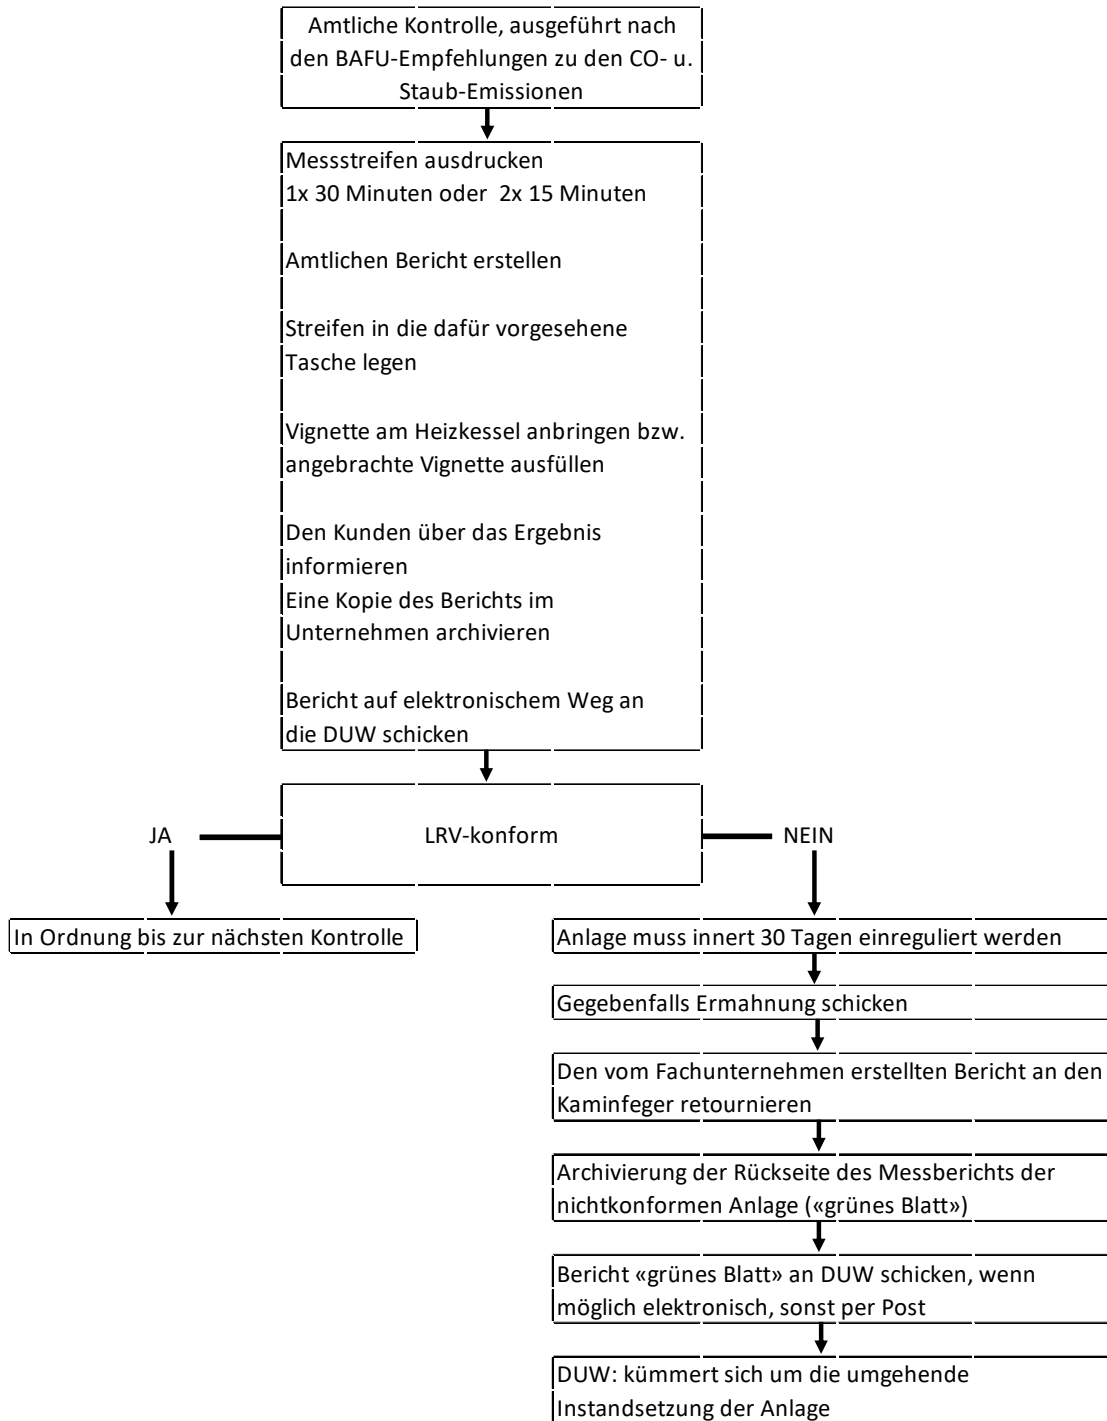 Amtliche Kontrolle, ausgeführt nach
den BAFU-Empfehlungen zu den CO- u.
Staub-Emissionen
Messstreifen ausdrucken
1x 30 Minuten oder  2x 15 Minuten
Amtlichen Bericht erstellen
Streifen in die dafür vorgesehene
Tasche legen
Vignette am Heizkessel anbringen bzw.
angebrachte Vignette ausfüllen
Den Kunden über das Ergebnis
informieren
Eine Kopie des Berichts im
Unternehmen archivieren
Bericht auf elektronischem Weg an
die DUW schicken
JA
LRV-konform
NEIN
In Ordnung bis zur nächsten Kontrolle
Anlage muss innert 30 Tagen einreguliert werden
Gegebenfalls Ermahnung schicken
Den vom Fachunternehmen erstellten Bericht an den
Kaminfeger retournieren
Archivierung der Rückseite des Messberichts der
nichtkonformen Anlage («grünes Blatt»)
Bericht «grünes Blatt» an DUW schicken, wenn
möglich elektronisch, sonst per Post
DUW: kümmert sich um die umgehende
Instandsetzung der Anlage